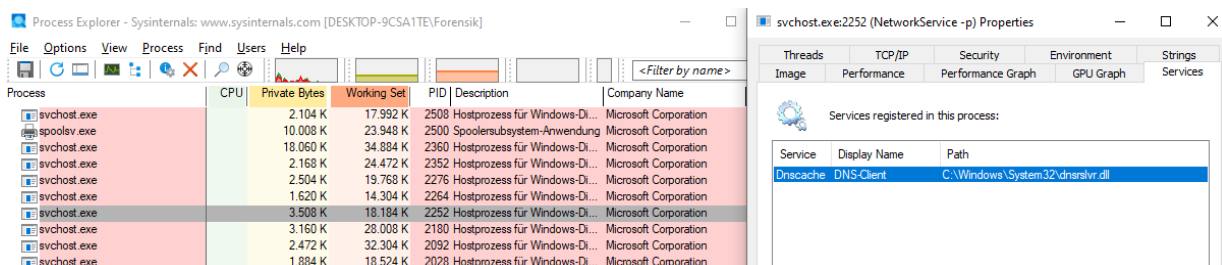 Process Explorer - Sysinternals: www.sysinternals.com [DESKTOP-9CSA1TE\Forensik]
File Options View Process Find Users Help
<Filter by name>
Process CPU Private Bytes Working Set PID Description Company Name
svchost.exe 2.104 K 17.992 K 2508 Hostprozess für Windows-Di... Microsoft Corporation
spoolsv.exe 10.008 K 23.948 K 2500 Spoolersubsystem-Anwendung Microsoft Corporation
svchost.exe 18.060 K 34.884 K 2360 Hostprozess für Windows-Di... Microsoft Corporation
svchost.exe 2.168 K 24.472 K 2352 Hostprozess für Windows-Di... Microsoft Corporation
svchost.exe 2.504 K 19.768 K 2276 Hostprozess für Windows-Di... Microsoft Corporation
svchost.exe 1.620 K 14.304 K 2264 Hostprozess für Windows-Di... Microsoft Corporation
svchost.exe 3.508 K 18.184 K 2252 Hostprozess für Windows-Di... Microsoft Corporation
svchost.exe 3.160 K 28.008 K 2180 Hostprozess für Windows-Di... Microsoft Corporation
svchost.exe 2.472 K 32.304 K 2092 Hostprozess für Windows-Di... Microsoft Corporation
svchost.exe 1.884 K 18.524 K 2028 Hostprozess für Windows-Di... Microsoft Corporation
svchost.exe:2252 (NetworkService -p) Properties
Threads TCP/IP Security Environment Strings
Image Performance Performance Graph GPU Graph Services
Services registered in this process:
Service Display Name Path
Dnscache DNS-Client C:\Windows\System32\dnsrslvr.dll